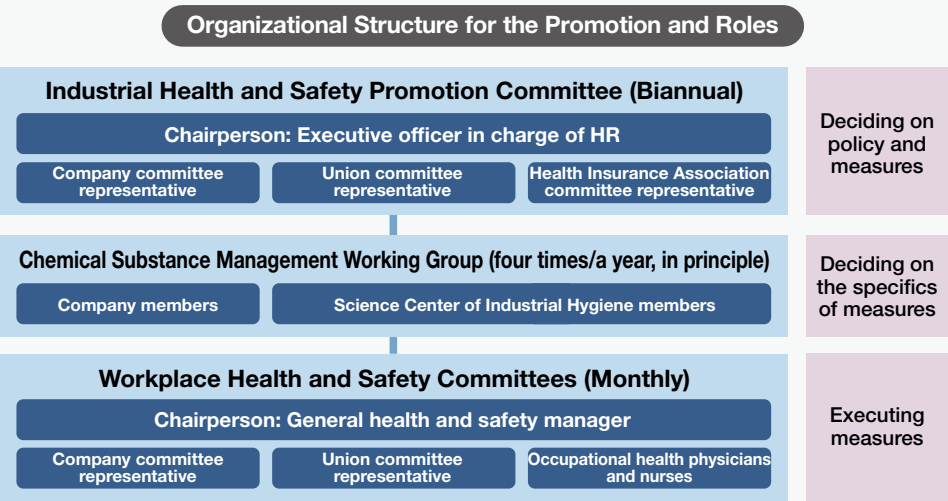 Organizational Structure for the Promotion and Roles
Industrial Health and Safety Promotion Committee (Biannual)
Chairperson: Executive officer in charge of HR
Company committee
representative
Union committee
representative
Health Insurance Association
committee representative
Deciding on
policy and
measures
Chemical Substance Management Working Group (four times/a year, in principle)
Company members
Science Center of Industrial Hygiene members
Deciding on
the specifics
of measures
Workplace Health and Safety Committees (Monthly)
Chairperson: General health and safety manager
Company committee
representative
Union committee
representative
Occupational health physicians
and nurses
Executing
measures